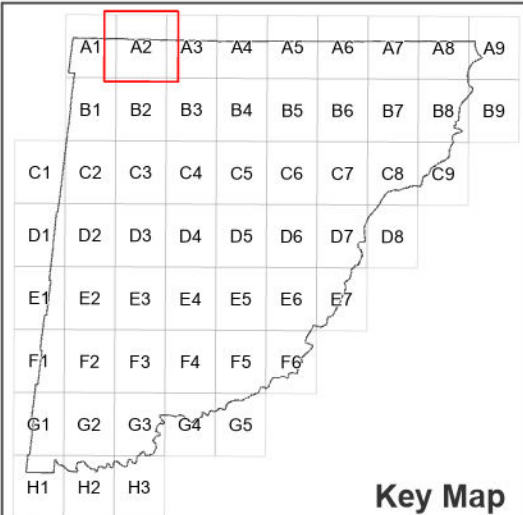 A1 A2 A3 A4 A5 A6 A7 A8 A9
B1 B2 B3 B4 B5 B6 B7 B8 B9
C1 C2 C3 C4 C5 C6 C7 C8 C9
D1 D2 D3 D4 D5 D6 D7 D8
E1 E2 E3 E4 E5 E6 E7
F1 F2 F3 F4 F5 F6
G1 G2 G3 G4 G5
H1 H2 H3
Key Map